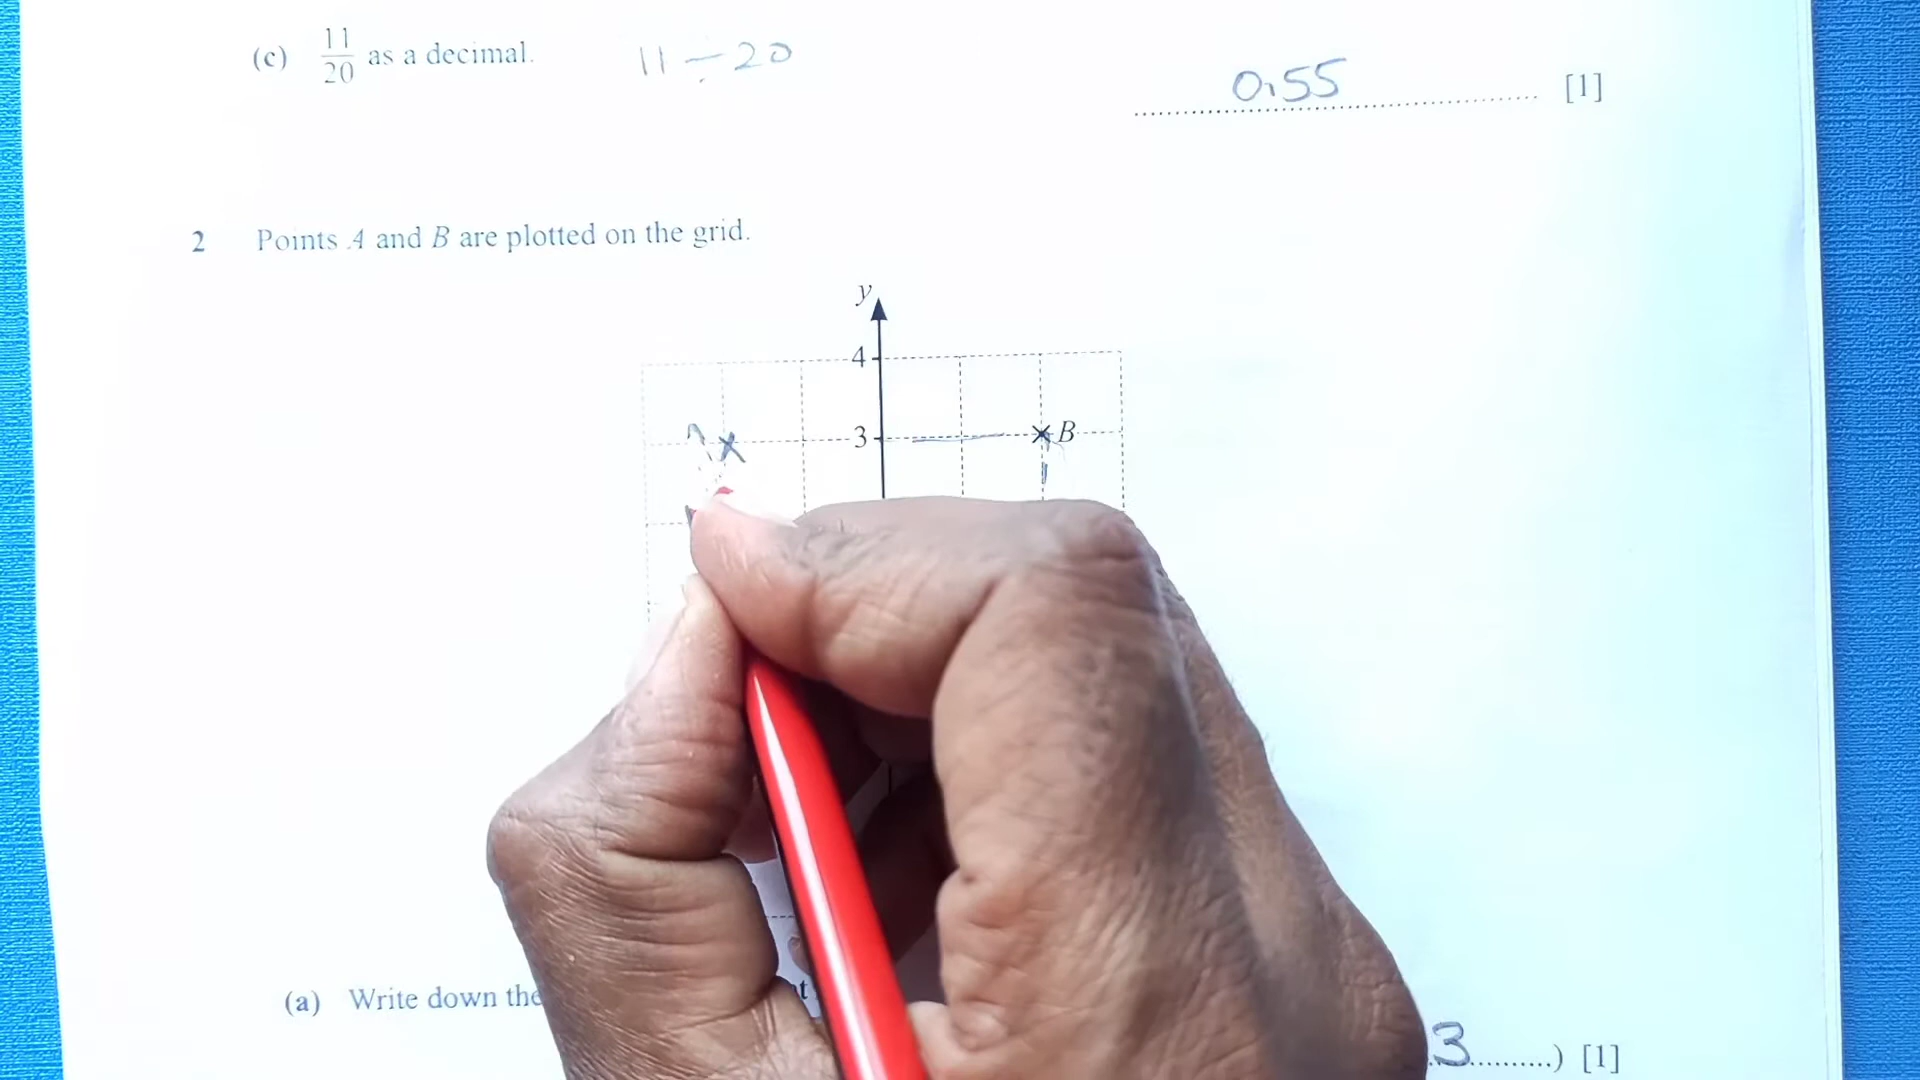 (c) 11/20 as a decimal. 11 ÷ 20
0.55 [1]
2 Points A and B are plotted on the grid.
y
4
3 B
(a) Write down the
3 ) [1]